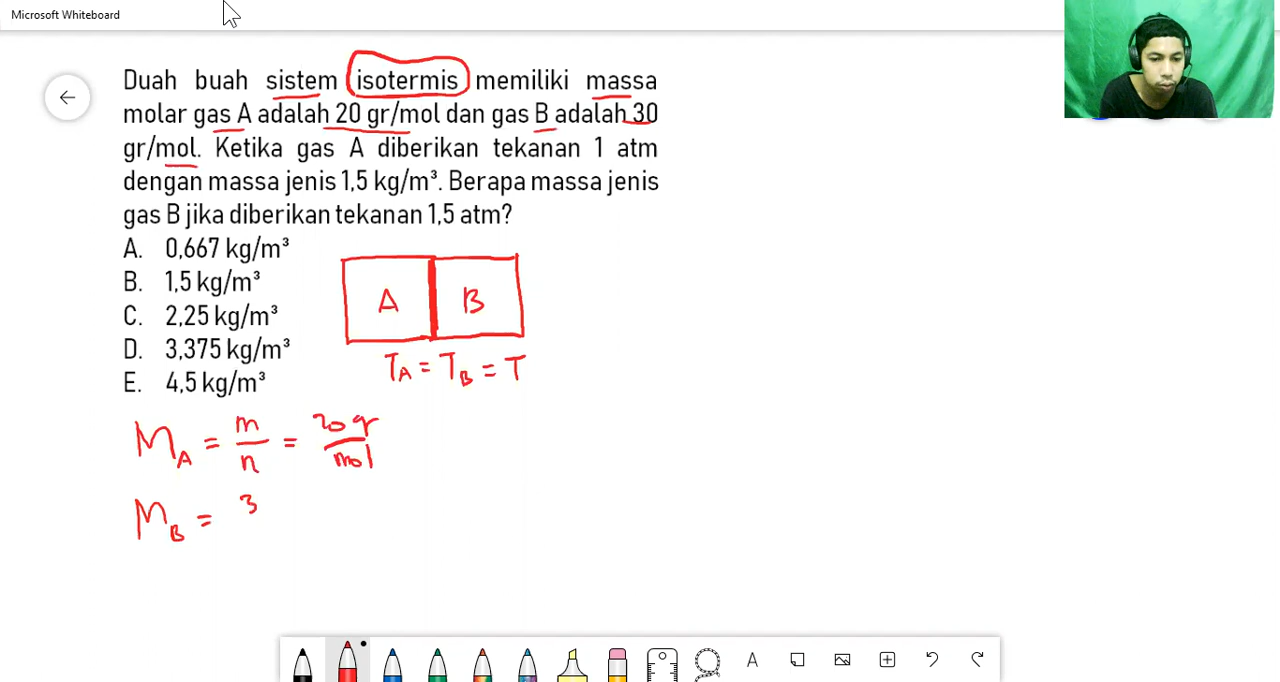 Microsoft Whiteboard
Duah buah sistem isotermis memiliki massa
molar gas A adalah 20 gr/mol dan gas B adalah 30
gr/mol. Ketika gas A diberikan tekanan 1 atm
dengan massa jenis 1,5 kg/m³. Berapa massa jenis
gas B jika diberikan tekanan 1,5 atm?
A. 0,667 kg/m³
B. 1,5 kg/m³
C. 2,25 kg/m³
D. 3,375 kg/m³
E. 4,5 kg/m³
A B
T_A = T_B = T
M_A = m/n = 20 gr/mol
M_B = 3
A